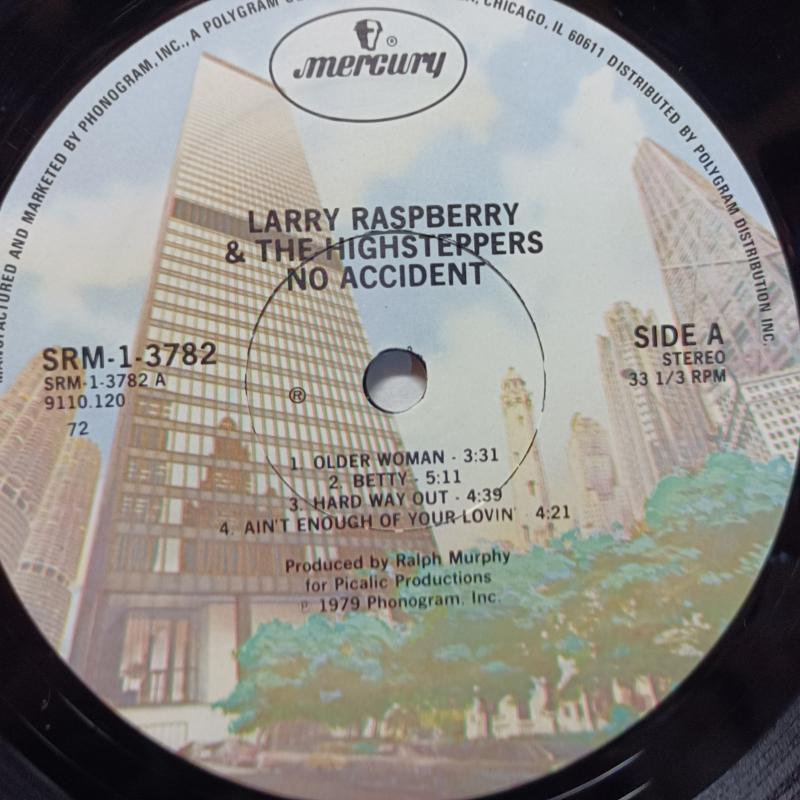 MANUFACTURED AND MARKETED BY PHONOGRAM, INC., A POLYGRAM CHICAGO, IL 60611 DISTRIBUTED BY POLYGRAM DISTRIBUTION INC.
®
mercury
LARRY RASPBERRY
& THE HIGHSTEPPERS
NO ACCIDENT
SRM-1-3782
SRM-1-3782 A
9110.120
72
SIDE A
STEREO
33 1/3 RPM
®
1. OLDER WOMAN - 3:31
2. BETTY - 5:11
3. HARD WAY OUT - 4:39
4. AIN'T ENOUGH OF YOUR LOVIN' 4:21
Produced by Ralph Murphy
for Picalic Productions
℗ 1979 Phonogram, Inc.